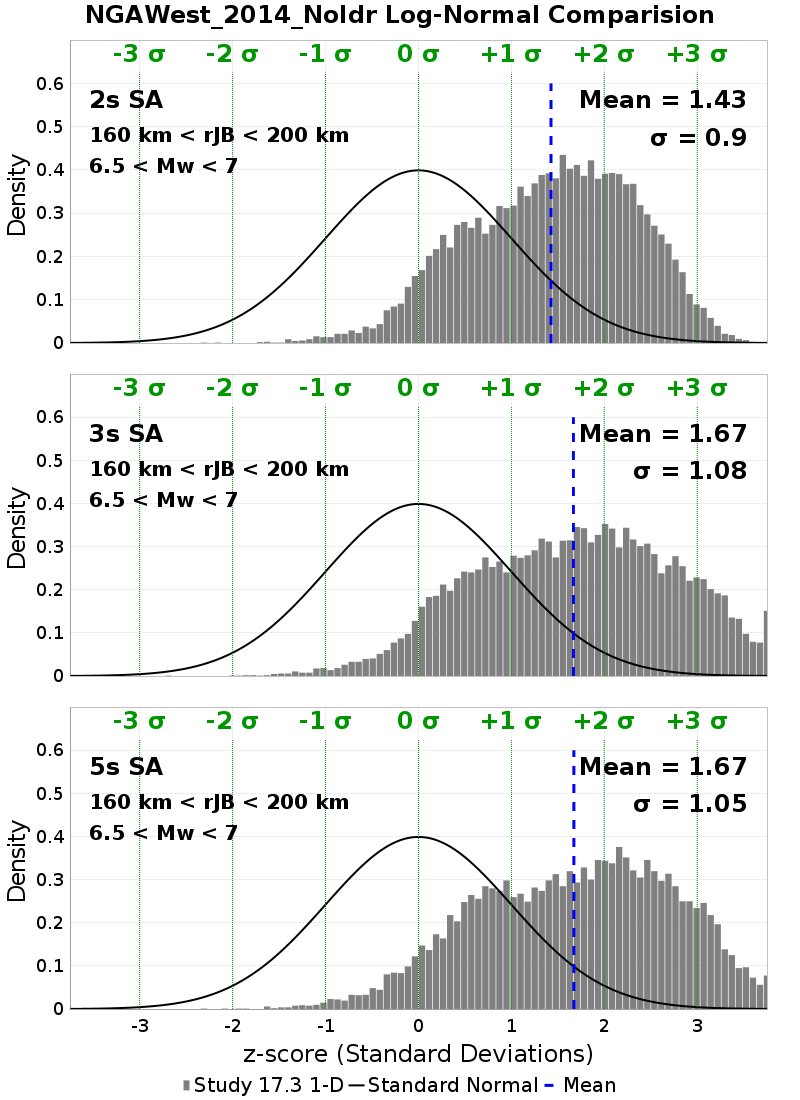 NGAWest_2014_NoIdr Log-Normal Comparision
-3 σ -2 σ -1 σ 0 σ +1 σ +2 σ +3 σ
0.6
2s SA Mean = 1.43
0.5
160 km < rJB < 200 km σ = 0.9
6.5 < Mw < 7
0.4
Density
0.3
0.2
0.1
0
-3 σ -2 σ -1 σ 0 σ +1 σ +2 σ +3 σ
0.6
3s SA Mean = 1.67
0.5
160 km < rJB < 200 km σ = 1.08
6.5 < Mw < 7
0.4
Density
0.3
0.2
0.1
0
-3 σ -2 σ -1 σ 0 σ +1 σ +2 σ +3 σ
0.6
5s SA Mean = 1.67
0.5
160 km < rJB < 200 km σ = 1.05
6.5 < Mw < 7
0.4
Density
0.3
0.2
0.1
0
-3 -2 -1 0 1 2 3
z-score (Standard Deviations)
Study 17.3 1-D Standard Normal Mean